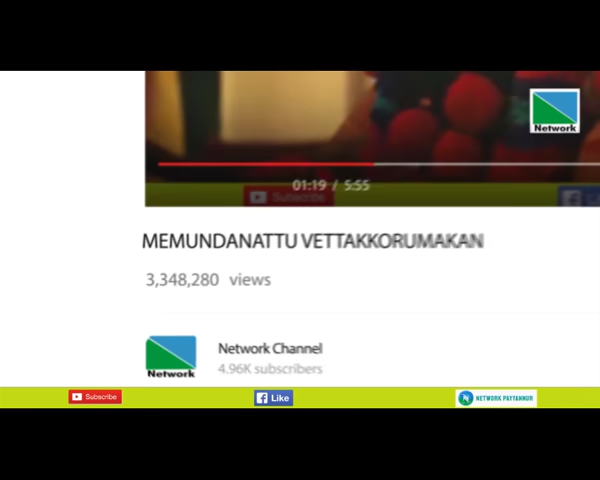 Network
01:19 / 5:55
Subscribe
MEMUNDANATTU VETTAKKORUMAKAN
3,348,280 views
Network Channel
Network
4.96K subscribers
Subscribe
Like
NETWORK PAYYANNUR